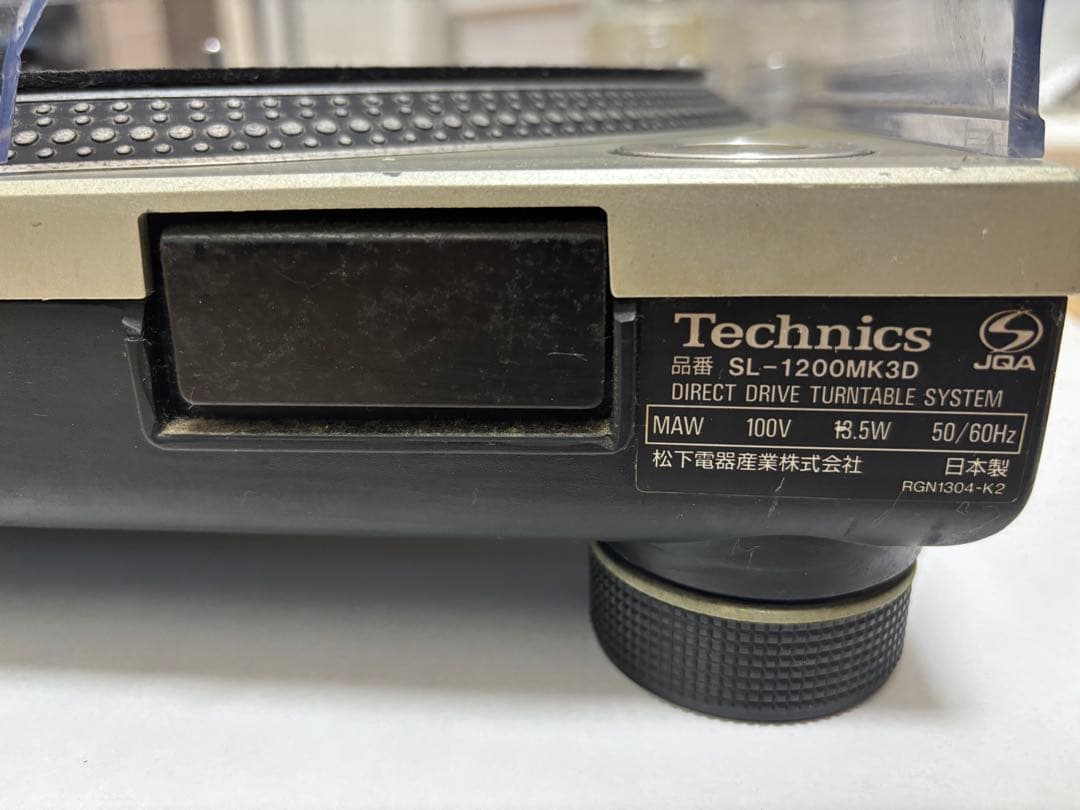 Technics
JQA
品番 SL-1200MK3D
DIRECT DRIVE TURNTABLE SYSTEM
MAW 100V 13.5W 50/60Hz
松下電器産業株式会社 日本製
RGN1304-K2